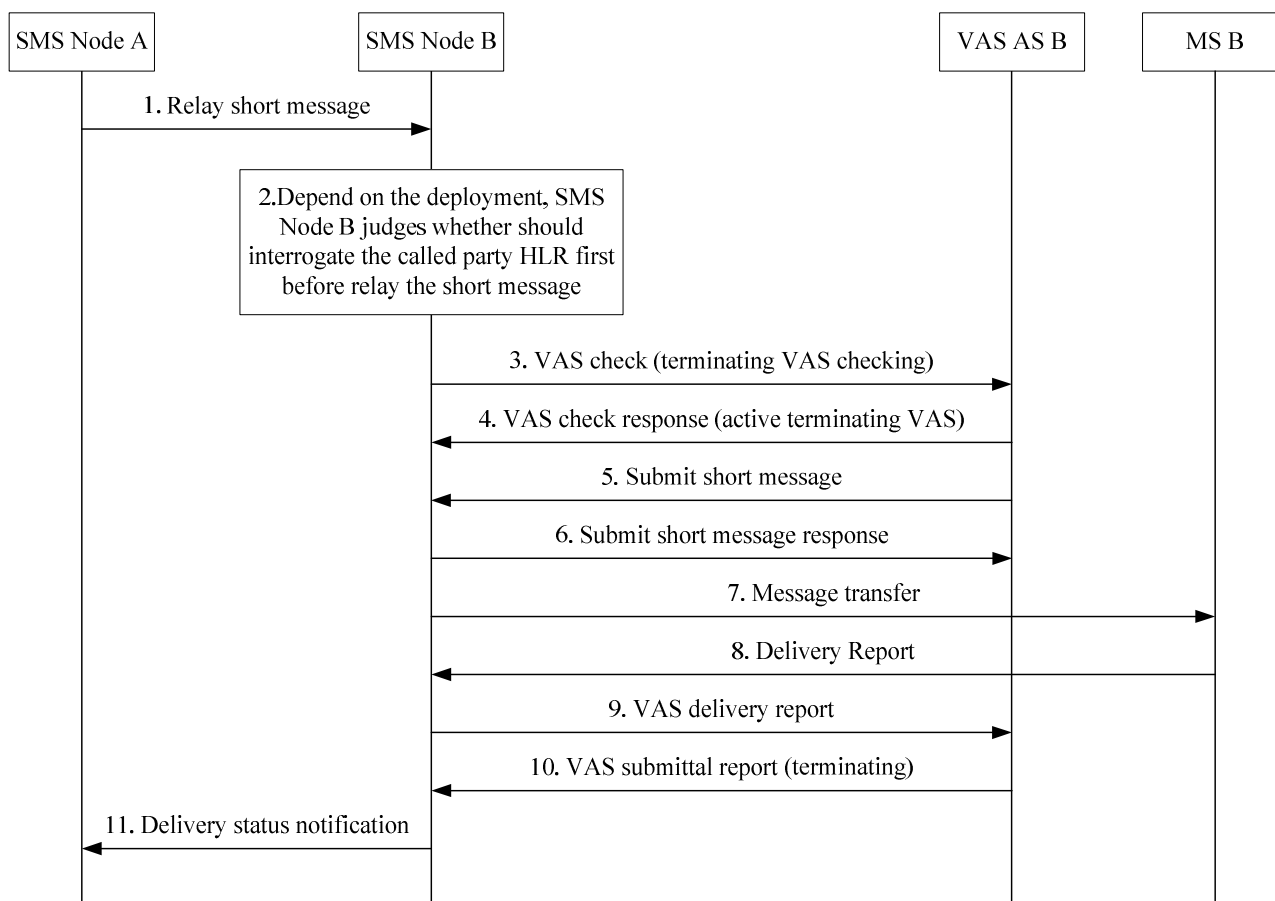 SMS Node A
SMS Node B
VAS AS B
MS B
1. Relay short message
2.Depend on the deployment, SMS
Node B judges whether should
interrogate the called party HLR first
before relay the short message
3. VAS check (terminating VAS checking)
4. VAS check response (active terminating VAS)
5. Submit short message
6. Submit short message response
7. Message transfer
8. Delivery Report
9. VAS delivery report
10. VAS submittal report (terminating)
11. Delivery status notification